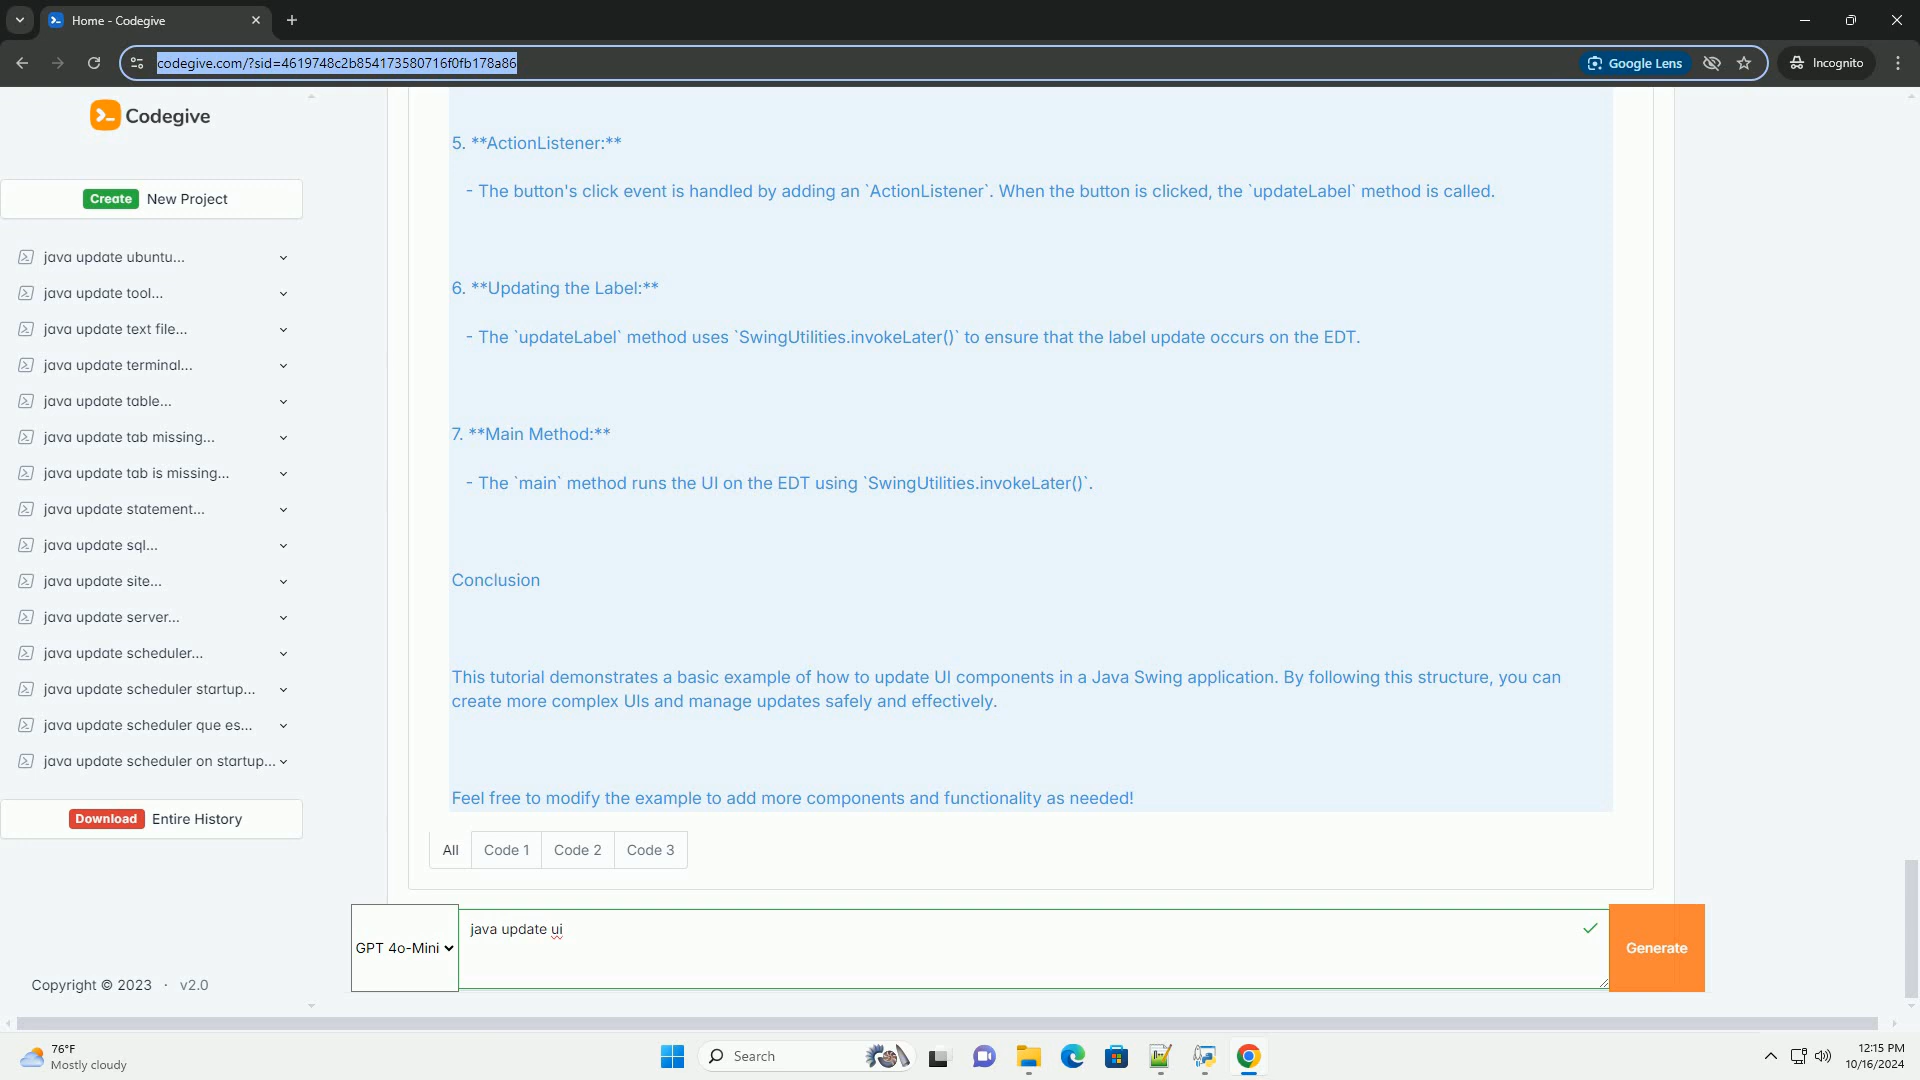 Home - Codegive
codegive.com/?sid=4619748c2b854173580716f0fb178a86
Google Lens
Incognito
Codegive
Create New Project
java update ubuntu...
java update tool...
java update text file...
java update terminal...
java update table...
java update tab missing...
java update tab is missing...
java update statement...
java update sql...
java update site...
java update server...
java update scheduler...
java update scheduler startup...
java update scheduler que es...
java update scheduler on startup...
Download Entire History
Copyright © 2023 · v2.0
5. **ActionListener:**
- The button's click event is handled by adding an `ActionListener`. When the button is clicked, the `updateLabel` method is called.
6. **Updating the Label:**
- The `updateLabel` method uses `SwingUtilities.invokeLater()` to ensure that the label update occurs on the EDT.
7. **Main Method:**
- The `main` method runs the UI on the EDT using `SwingUtilities.invokeLater()`.
Conclusion
This tutorial demonstrates a basic example of how to update UI components in a Java Swing application. By following this structure, you can
create more complex UIs and manage updates safely and effectively.
Feel free to modify the example to add more components and functionality as needed!
All Code 1 Code 2 Code 3
GPT 4o-Mini
java update ui
Generate
76°F
Mostly cloudy
Search
12:15 PM
10/16/2024